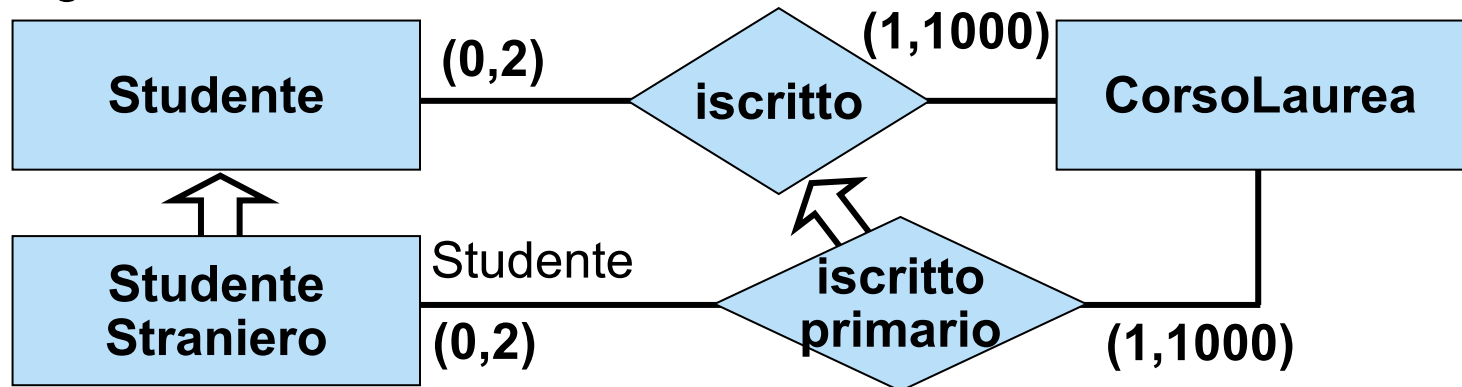 Studente
(0,2)
iscritto
(1,1000)
CorsoLaurea
Studente
Straniero
Studente
(0,2)
iscritto
primario
(1,1000)